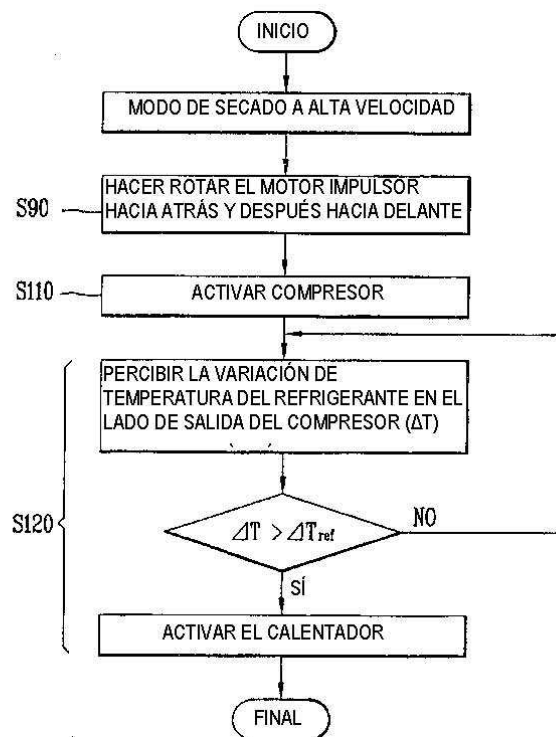 INICIO
MODO DE SECADO A ALTA VELOCIDAD
S90
HACER ROTAR EL MOTOR IMPULSOR
HACIA ATRÁS Y DESPUÉS HACIA DELANTE
S110
ACTIVAR COMPRESOR
PERCIBIR LA VARIACIÓN DE
TEMPERATURA DEL REFRIGERANTE EN EL
LADO DE SALIDA DEL COMPRESOR (ΔT)
S120
ΔT > ΔTref
NO
SÍ
ACTIVAR EL CALENTADOR
FINAL